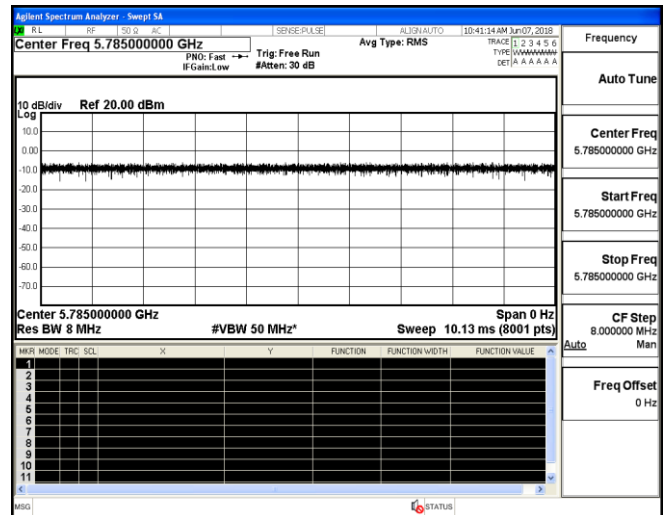 Agilent Spectrum Analyzer - Swept SA
RL RF 50 Ω AC SENSE:PULSE ALIGNAUTO 10:41:14 AM Jun 07, 2018
Center Freq 5.785000000 GHz
PNO: Fast
IFGain:Low
Trig: Free Run
#Atten: 30 dB
Avg Type: RMS
TRACE 1 2 3 4 5 6
TYPE
DET A A A A A A
10 dB/div Ref 20.00 dBm
Log
10.0
0.00
-10.0
-20.0
-30.0
-40.0
-50.0
-60.0
-70.0
Center 5.785000000 GHz Span 0 Hz
Res BW 8 MHz #VBW 50 MHz* Sweep 10.13 ms (8001 pts)
MKR MODE TRC SCL X Y FUNCTION FUNCTION WIDTH FUNCTION VALUE
1
2
3
4
5
6
7
8
9
10
11
MSG STATUS
Frequency
Auto Tune
Center Freq
5.785000000 GHz
Start Freq
5.785000000 GHz
Stop Freq
5.785000000 GHz
CF Step
8.000000 MHz
Auto Man
Freq Offset
0 Hz